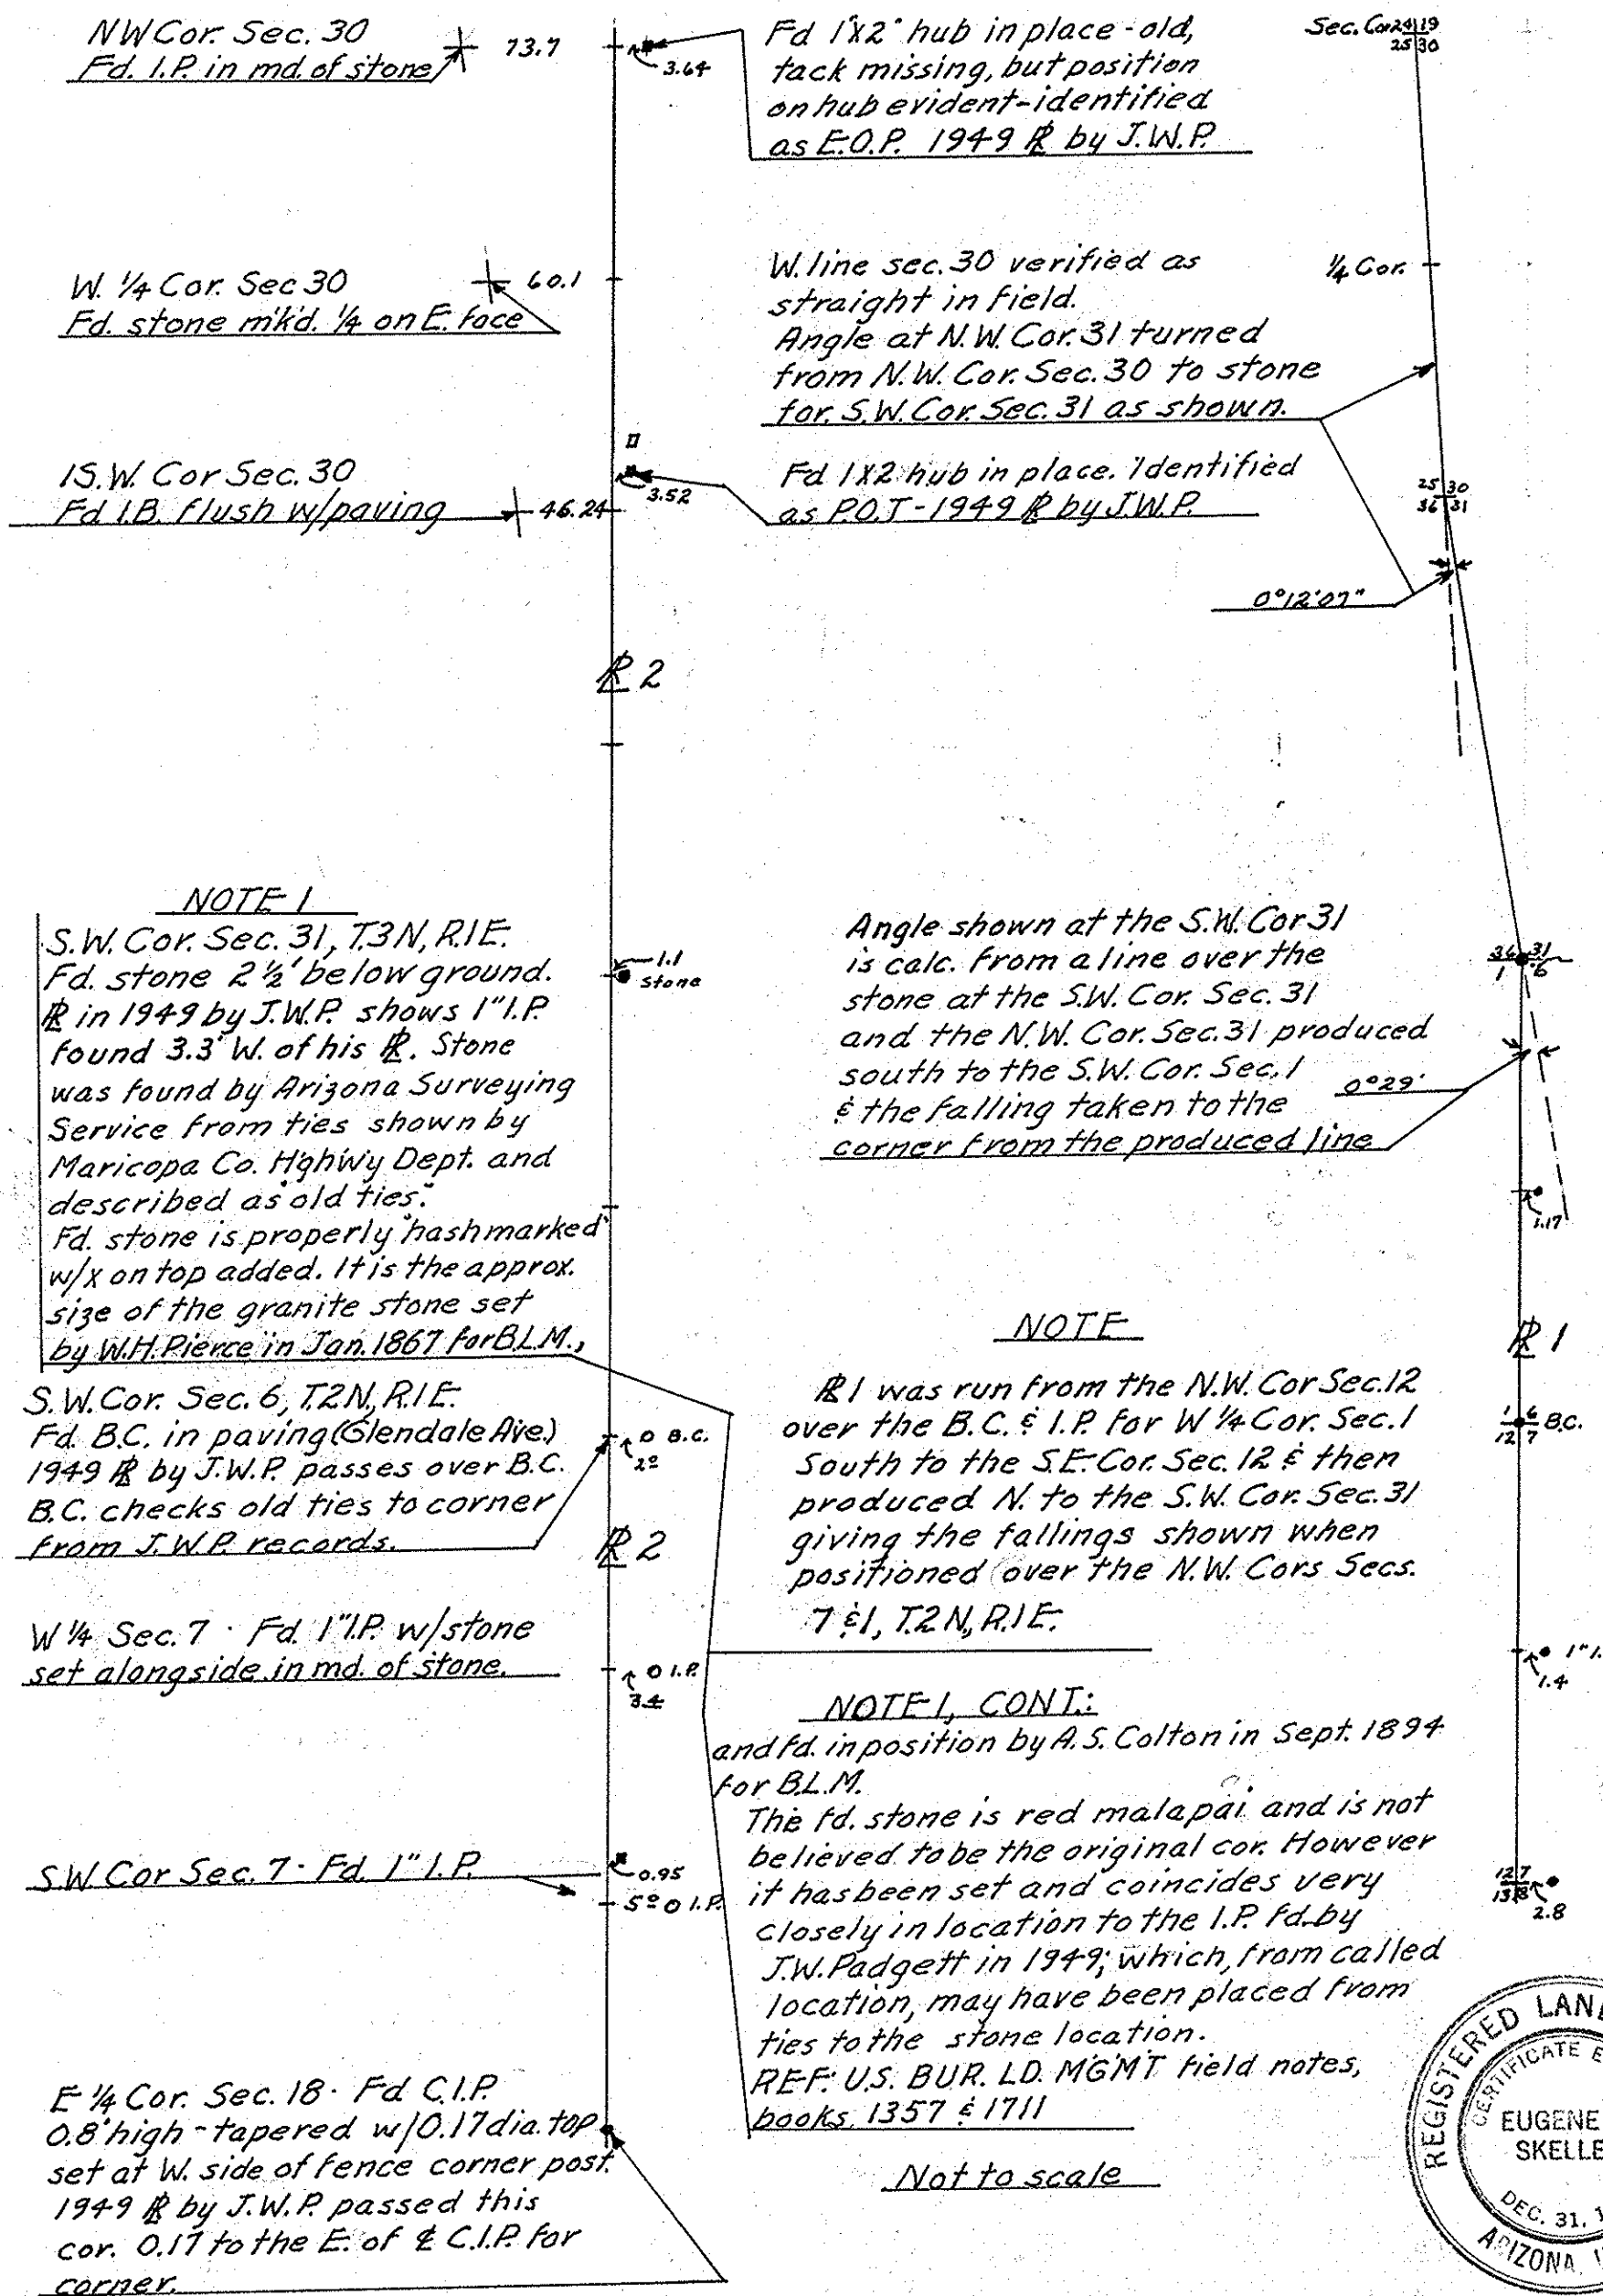 NW Cor. Sec. 30
Fd. I.P. in md. of stone
73.7
3.64
Fd 1"x2" hub in place - old,
tack missing, but position
on hub evident-identified
as E.O.P. 1949 ⅊ by J.W.P.
Sec. Cor 24 19
25 30
W. 1/4 Cor. Sec 30
Fd. stone m'k'd. 1/4 on E. face
60.1
W. line sec. 30 verified as
straight in field.
Angle at N.W. Cor. 31 turned
from N.W. Cor. Sec. 30 to stone
for S.W. Cor. Sec. 31 as shown.
1/4 Cor.
S.W. Cor Sec. 30
Fd I.B. flush w/paving
46.24
3.52
Fd 1x2 hub in place. Identified
as P.O.T - 1949 ⅊ by J.W.P.
25 30
36 31
0°12'07"
⅊ 2
NOTE 1
S.W. Cor. Sec. 31, T.3N, R.1E.
Fd. stone 2 1/2' below ground.
⅊ in 1949 by J.W.P. shows 1" I.P.
found 3.3' W. of his ⅊. Stone
was found by Arizona Surveying
Service from ties shown by
Maricopa Co. Hghwy Dept. and
described as "old ties".
Fd. stone is properly "hashmarked"
w/x on top added. It is the approx.
size of the granite stone set
by W.H. Pierce in Jan. 1867 for B.L.M.,
1.1
stone
Angle shown at the S.W. Cor 31
is calc. from a line over the
stone at the S.W. Cor. Sec. 31
and the N.W. Cor. Sec. 31 produced
south to the S.W. Cor. Sec. 1
& the falling taken to the
corner from the produced line
0°29'
36 31
1 6
1.17
S.W. Cor. Sec. 6, T.2N., R.1E.
Fd. B.C. in paving (Glendale Ave.)
1949 ⅊ by J.W.P. passes over B.C.
B.C. checks old ties to corner
from J.W.P. records.
O B.C.
⅊ 2
NOTE
⅊ 1 was run from the N.W. Cor Sec. 12
over the B.C. & I.P. for W 1/4 Cor. Sec. 1
South to the S.E. Cor. Sec. 12 & then
produced N. to the S.W. Cor. Sec. 31
giving the fallings shown when
positioned over the N.W. Cors Secs.
7 & 1, T.2N., R.1E.
⅊ 1
1 6
12 7
B.C.
W 1/4 Sec. 7 - Fd. 1" I.P. w/stone
set alongside in md. of stone.
O I.P.
3.4
1" I.
1.4
NOTE 1, CONT.:
and fd. in position by A.S. Colton in Sept. 1894
for B.L.M.
The fd. stone is red malapai and is not
believed to be the original cor. However
it has been set and coincides very
closely in location to the I.P. fd. by
J.W. Padgett in 1949; which, from called
location, may have been placed from
ties to the stone location.
REF: U.S. BUR. LD. MGMT field notes,
books 1357 & 1711
S.W Cor Sec. 7 - Fd. 1" I.P.
0.95
O I.P.
12 7
13 18
2.8
E 1/4 Cor. Sec. 18 - Fd C.I.P.
0.8' high - tapered w/0.17 dia. top
set at W. side of fence corner post.
1949 ⅊ by J.W.P. passed this
cor. 0.17 to the E. of ℄ C.I.P. for
corner.
Not to scale
REGISTERED LAN
CERTIFICATE
EUGENE
SKELLE
DEC. 31, 1
ARIZONA, U